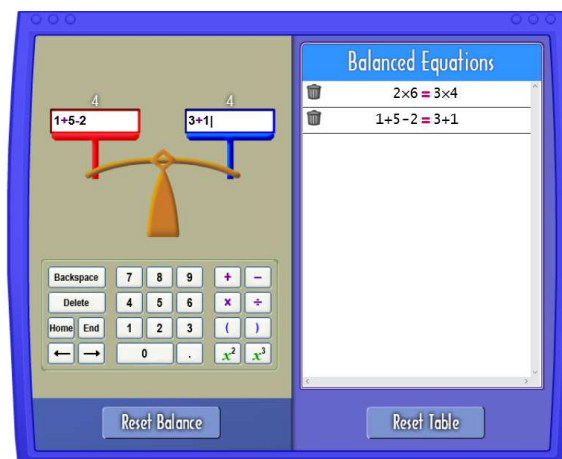 4 4
1+5-2 3+1|
Backspace 7 8 9 + −
Delete 4 5 6 × ÷
Home End 1 2 3 ( )
← → 0 . x² x³
Reset Balance
Balanced Equations
2×6 = 3×4
1+5-2 = 3+1
Reset Table